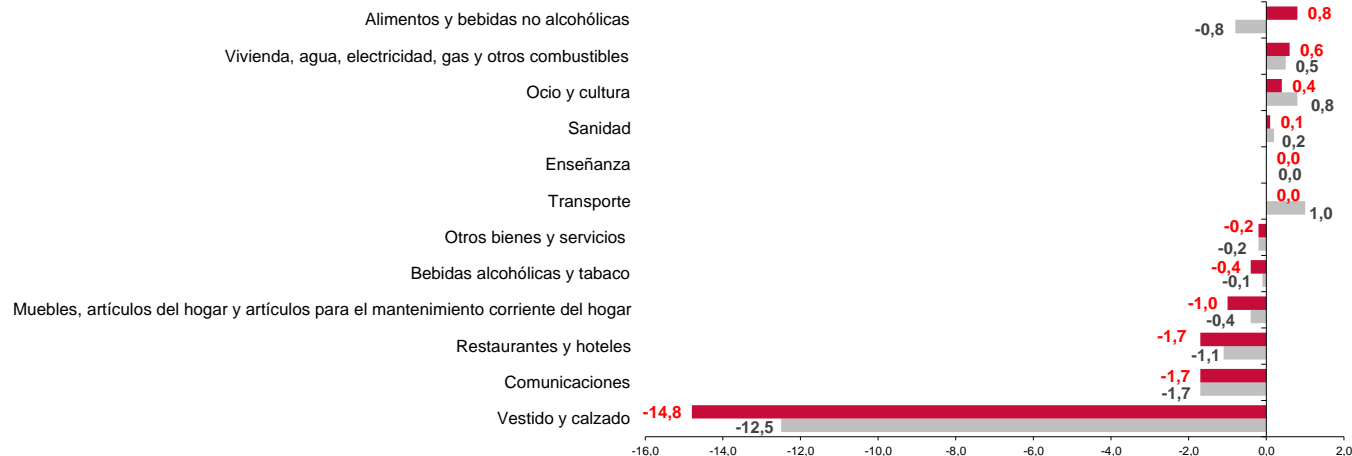 Alimentos y bebidas no alcohólicas
0,8
-0,8
Vivienda, agua, electricidad, gas y otros combustibles
0,6
0,5
Ocio y cultura
0,4
0,8
Sanidad
0,1
0,2
Enseñanza
0,0
0,0
Transporte
0,0
1,0
Otros bienes y servicios
-0,2
-0,2
Bebidas alcohólicas y tabaco
-0,4
-0,1
Muebles, artículos del hogar y artículos para el mantenimiento corriente del hogar
-1,0
-0,4
Restaurantes y hoteles
-1,7
-1,1
Comunicaciones
-1,7
-1,7
Vestido y calzado
-14,8
-12,5
-16,0 -14,0 -12,0 -10,0 -8,0 -6,0 -4,0 -2,0 0,0 2,0